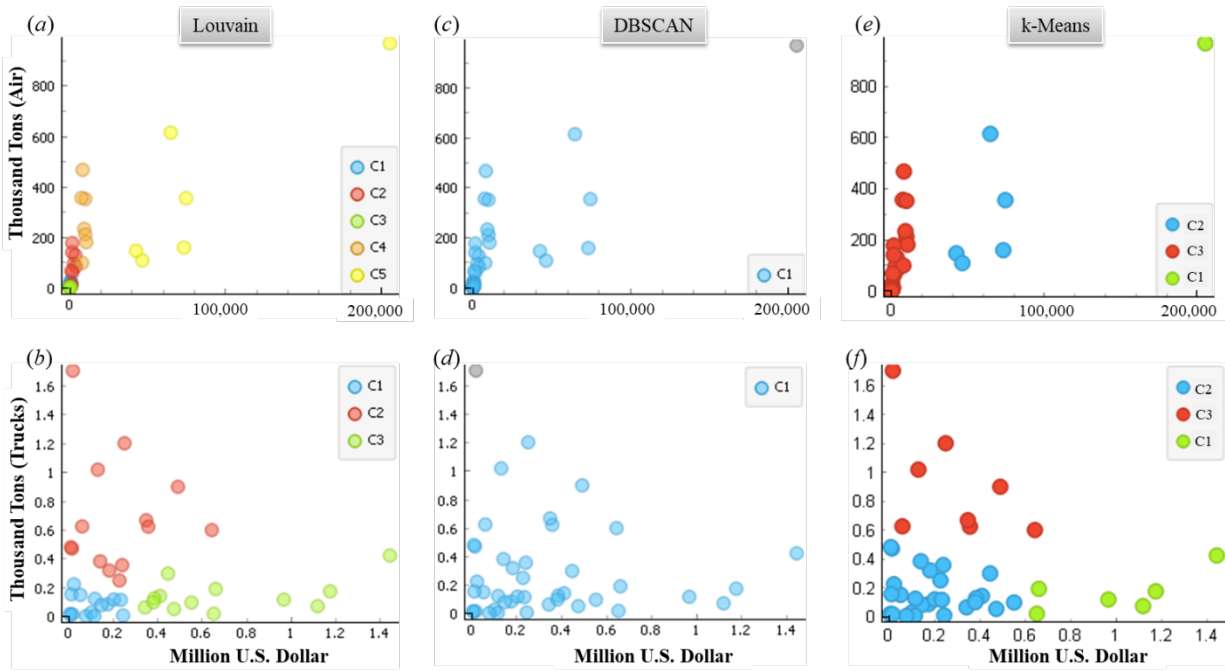 (a)
Louvain
(c)
DBSCAN
(e)
k-Means
Thousand Tons (Air)
800
600
400
200
0
0
100,000
200,000
C1
C2
C3
C4
C5
800
600
400
200
0
0
100,000
200,000
C1
800
600
400
200
0
0
100,000
200,000
C2
C3
C1
(b)
(d)
(f)
Thousand Tons (Trucks)
1.6
1.4
1.2
1
0.8
0.6
0.4
0.2
0
0
0.2
0.4
0.6
0.8
1
1.2
1.4
Million U.S. Dollar
C1
C2
C3
1.6
1.4
1.2
1
0.8
0.6
0.4
0.2
0
0
0.2
0.4
0.6
0.8
1
1.2
1.4
Million U.S. Dollar
C1
1.6
1.4
1.2
1
0.8
0.6
0.4
0.2
0
0
0.2
0.4
0.6
0.8
1
1.2
1.4
Million U.S. Dollar
C2
C3
C1